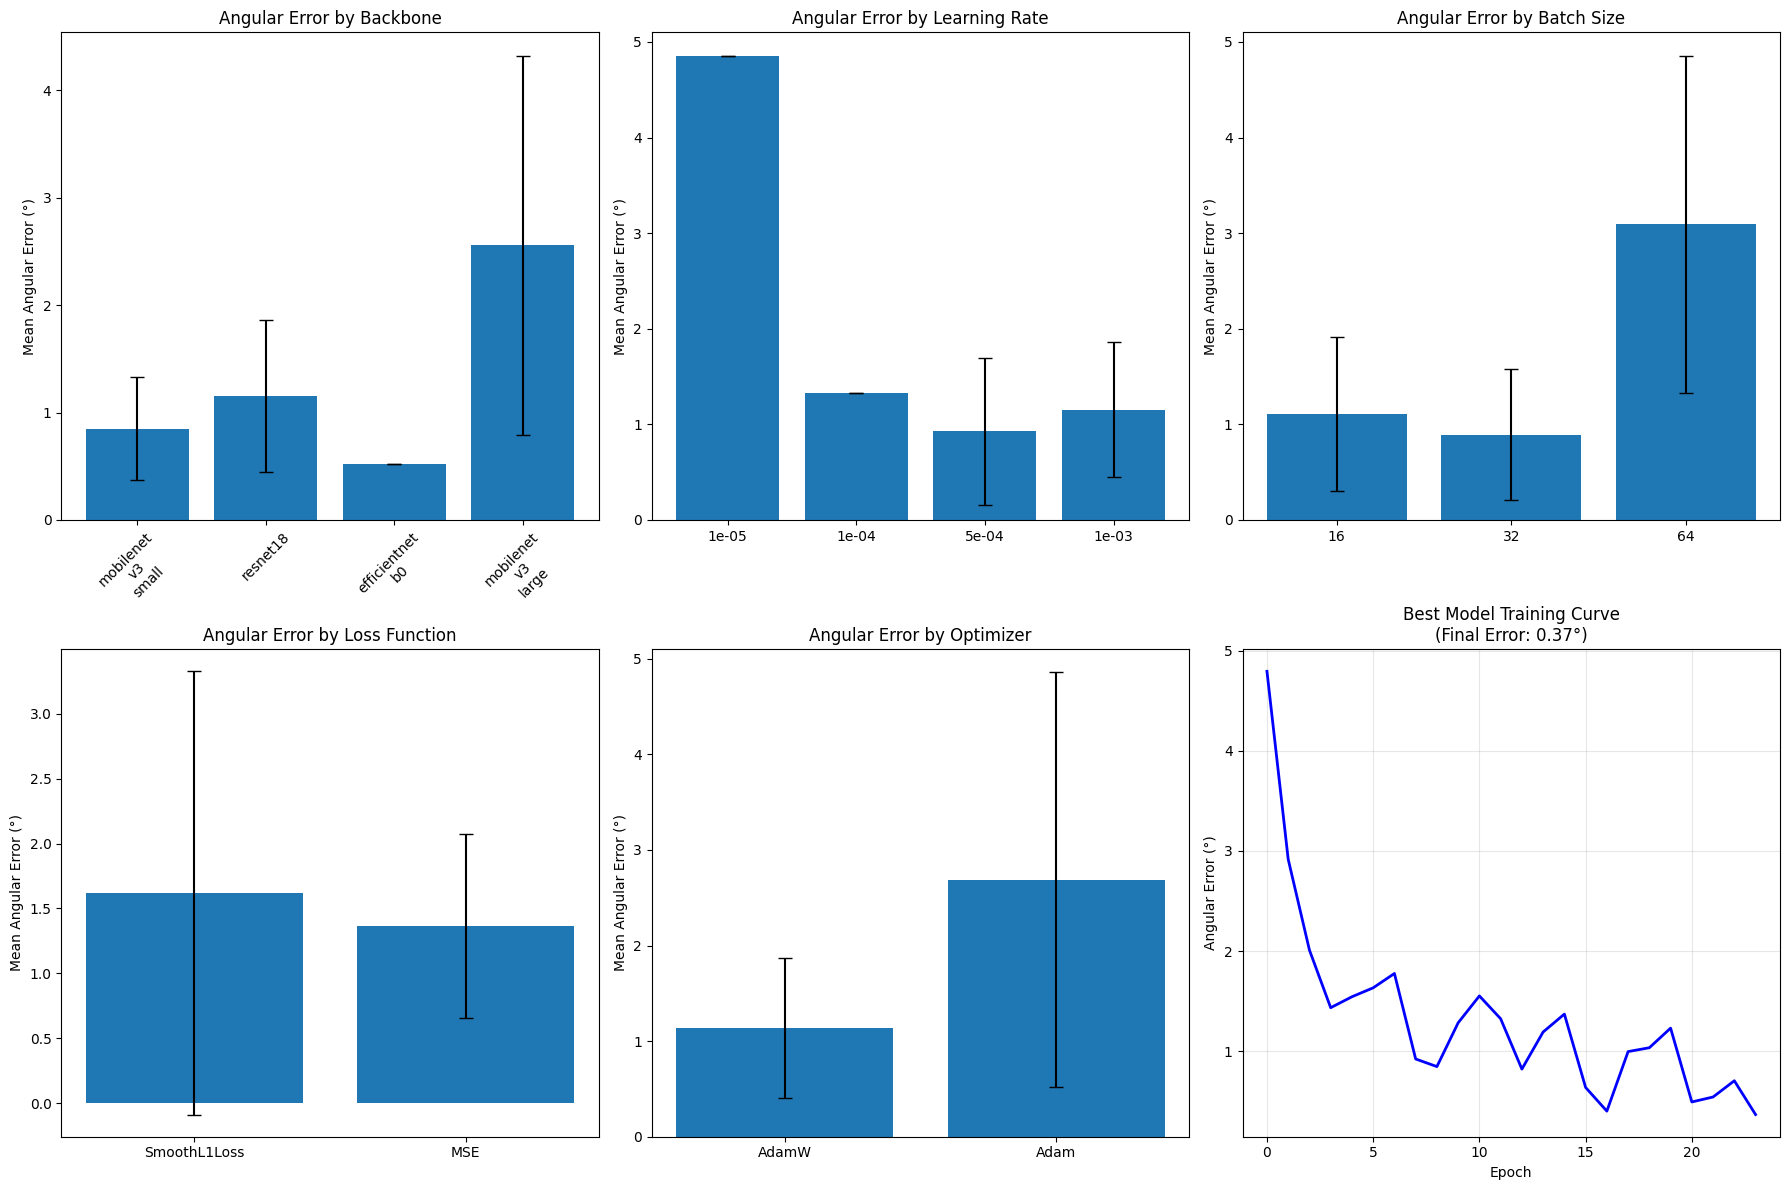 Angular Error by Backbone
Mean Angular Error (°)
4
3
2
1
0
mobilenet
v3
small
resnet18
efficientnet
b0
mobilenet
v3
large
Angular Error by Learning Rate
Mean Angular Error (°)
5
4
3
2
1
0
1e-05
1e-04
5e-04
1e-03
Angular Error by Batch Size
Mean Angular Error (°)
5
4
3
2
1
0
16
32
64
Angular Error by Loss Function
Mean Angular Error (°)
3.0
2.5
2.0
1.5
1.0
0.5
0.0
SmoothL1Loss
MSE
Angular Error by Optimizer
Mean Angular Error (°)
5
4
3
2
1
0
AdamW
Adam
Best Model Training Curve
(Final Error: 0.37°)
Angular Error (°)
5
4
3
2
1
0
5
10
15
20
Epoch